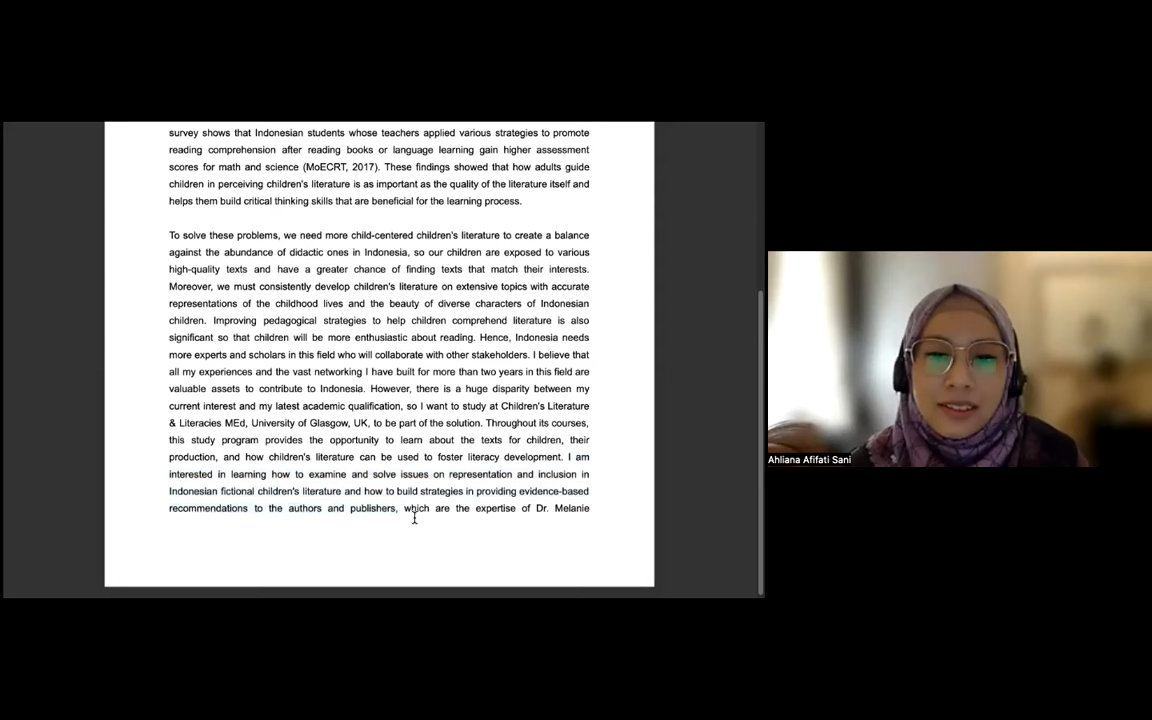 survey shows that Indonesian students whose teachers applied various strategies to promote
reading comprehension after reading books or language learning gain higher assessment
scores for math and science (MoECRT, 2017). These findings showed that how adults guide
children in perceiving children's literature is as important as the quality of the literature itself and
helps them build critical thinking skills that are beneficial for the learning process.
To solve these problems, we need more child-centered children's literature to create a balance
against the abundance of didactic ones in Indonesia, so our children are exposed to various
high-quality texts and have a greater chance of finding texts that match their interests.
Moreover, we must consistently develop children's literature on extensive topics with accurate
representations of the childhood lives and the beauty of diverse characters of Indonesian
children. Improving pedagogical strategies to help children comprehend literature is also
significant so that children will be more enthusiastic about reading. Hence, Indonesia needs
more experts and scholars in this field who will collaborate with other stakeholders. I believe that
all my experiences and the vast networking I have built for more than two years in this field are
valuable assets to contribute to Indonesia. However, there is a huge disparity between my
current interest and my latest academic qualification, so I want to study at Children's Literature
& Literacies MEd, University of Glasgow, UK, to be part of the solution. Throughout its courses,
this study program provides the opportunity to learn about the texts for children, their
production, and how children's literature can be used to foster literacy development. I am
interested in learning how to examine and solve issues on representation and inclusion in
Indonesian fictional children's literature and how to build strategies in providing evidence-based
recommendations to the authors and publishers, which are the expertise of Dr. Melanie
Ahliana Afifati Sani